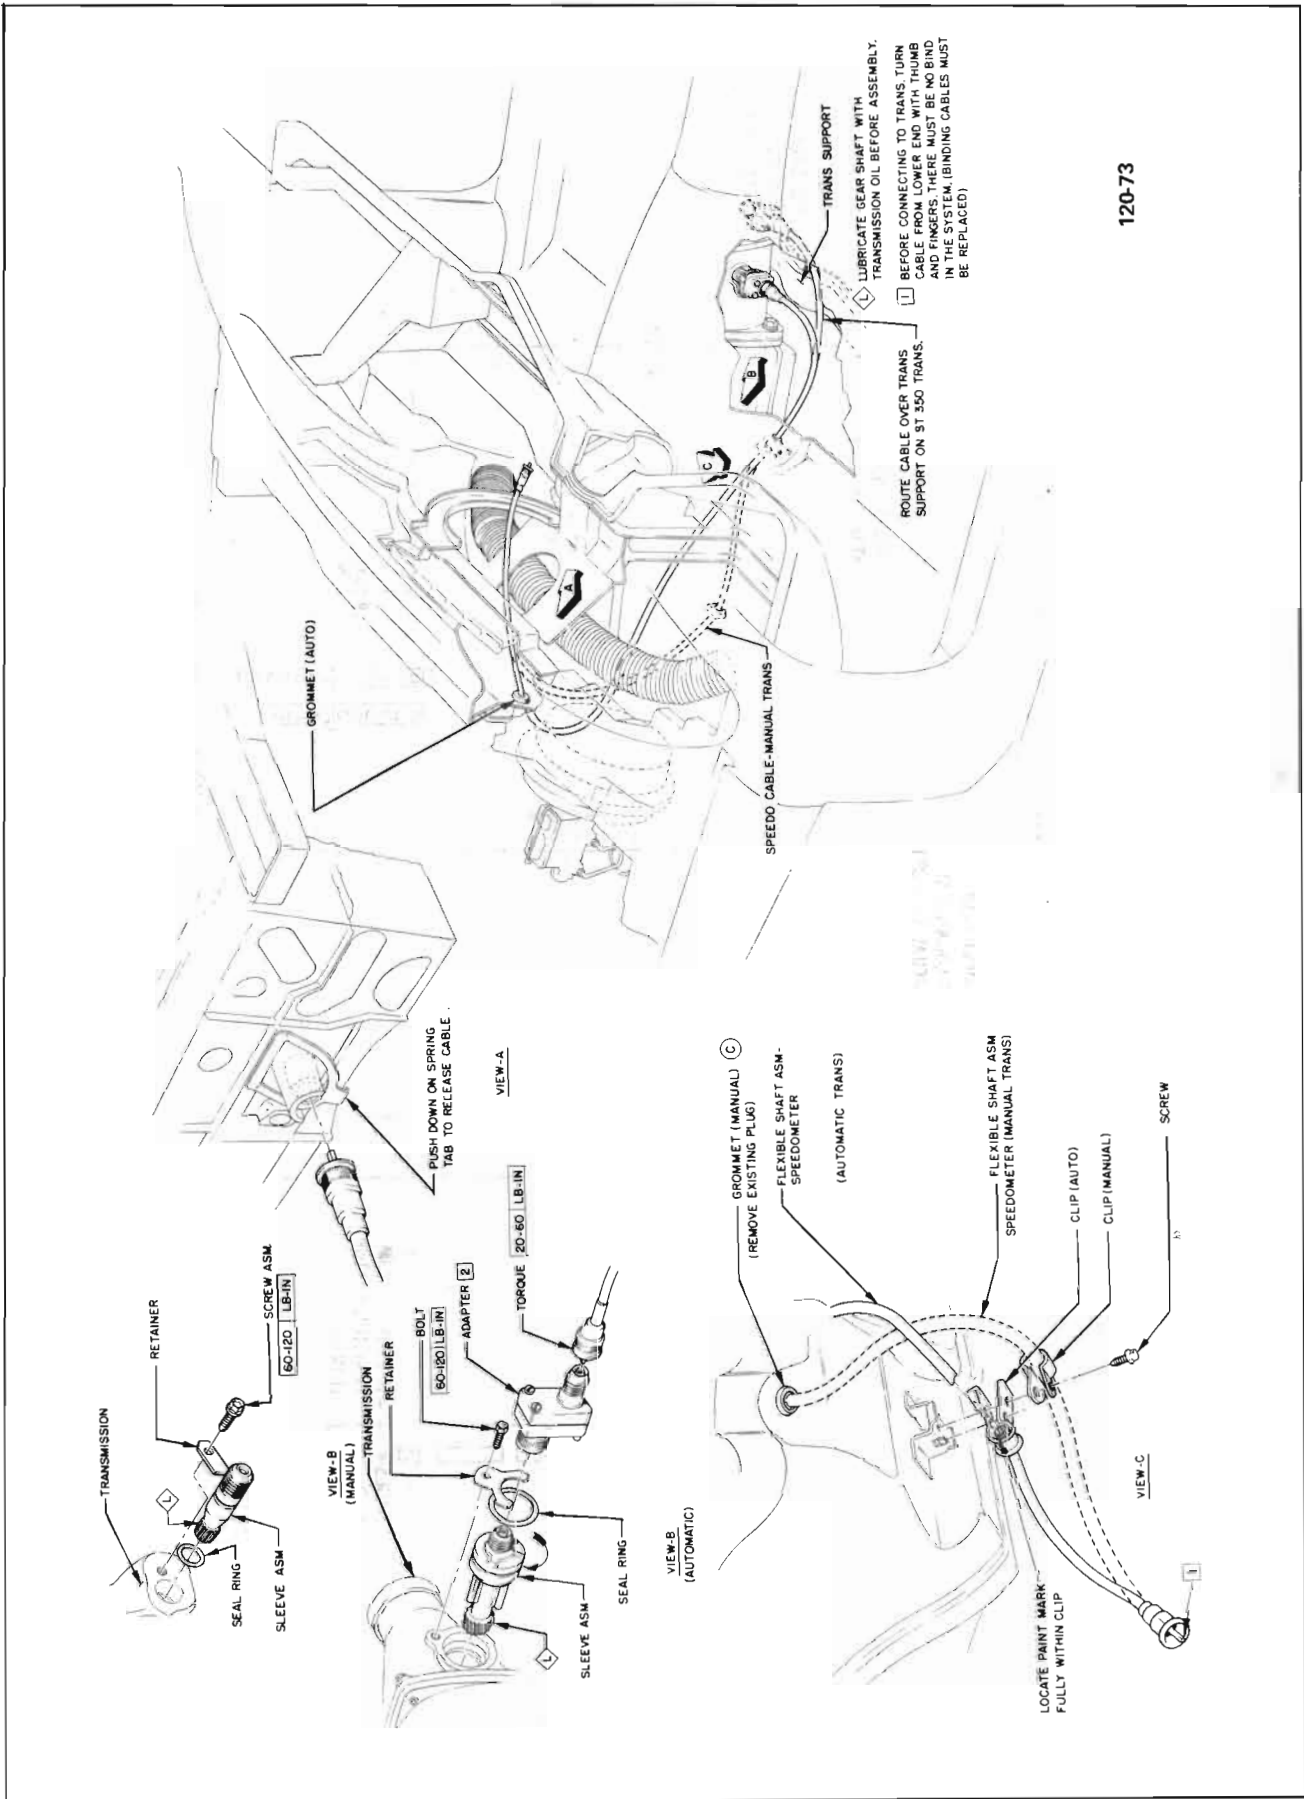 TRANSMISSION
RETAINER
SCREW ASM
60-120 LB-IN
L
SEAL RING
SLEEVE ASM
VIEW-B
(MANUAL)
TRANSMISSION
RETAINER
BOLT
60-120 LB-IN
ADAPTER 2
TORQUE 20-60 LB-IN
L
SLEEVE ASM
SEAL RING
VIEW-B
(AUTOMATIC)
PUSH DOWN ON SPRING
TAB TO RELEASE CABLE.
VIEW-A
GROMMET (AUTO)
A
B
C
SPEEDO CABLE-MANUAL TRANS
TRANS SUPPORT
ROUTE CABLE OVER TRANS
SUPPORT ON ST 350 TRANS.
L LUBRICATE GEAR SHAFT WITH
TRANSMISSION OIL BEFORE ASSEMBLY.
1 BEFORE CONNECTING TO TRANS. TURN
CABLE FROM LOWER END WITH THUMB
AND FINGERS. THERE MUST BE NO BIND
IN THE SYSTEM. (BINDING CABLES MUST
BE REPLACED)
GROMMET (MANUAL) C
(REMOVE EXISTING PLUG)
FLEXIBLE SHAFT ASM-
SPEEDOMETER
(AUTOMATIC TRANS)
FLEXIBLE SHAFT ASM
SPEEDOMETER (MANUAL TRANS)
CLIP (AUTO)
CLIP (MANUAL)
SCREW
LOCATE PAINT MARK
FULLY WITHIN CLIP
1
VIEW-C
120-73